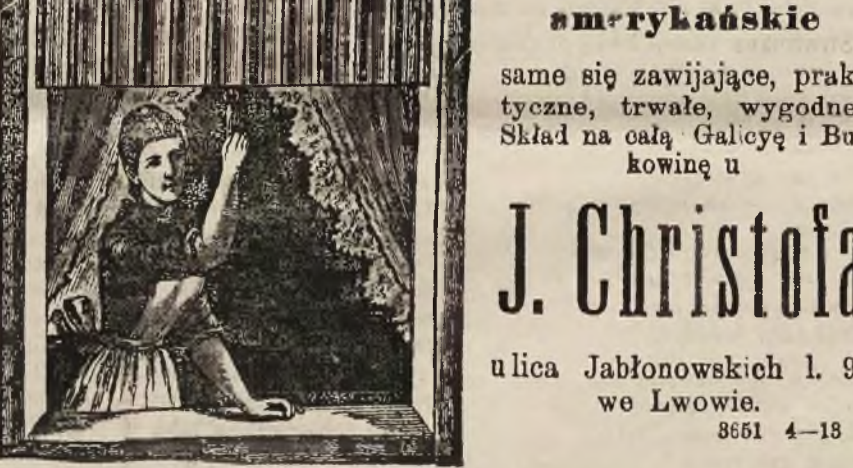 amerykańskie
same się zawijające, prak
tyczne, trwałe, wygodne
Skład na całą Galicyę i Bu
kowinę u
J. Christofa
ulica Jabłonowskich l. 9
we Lwowie.
3651 4—13